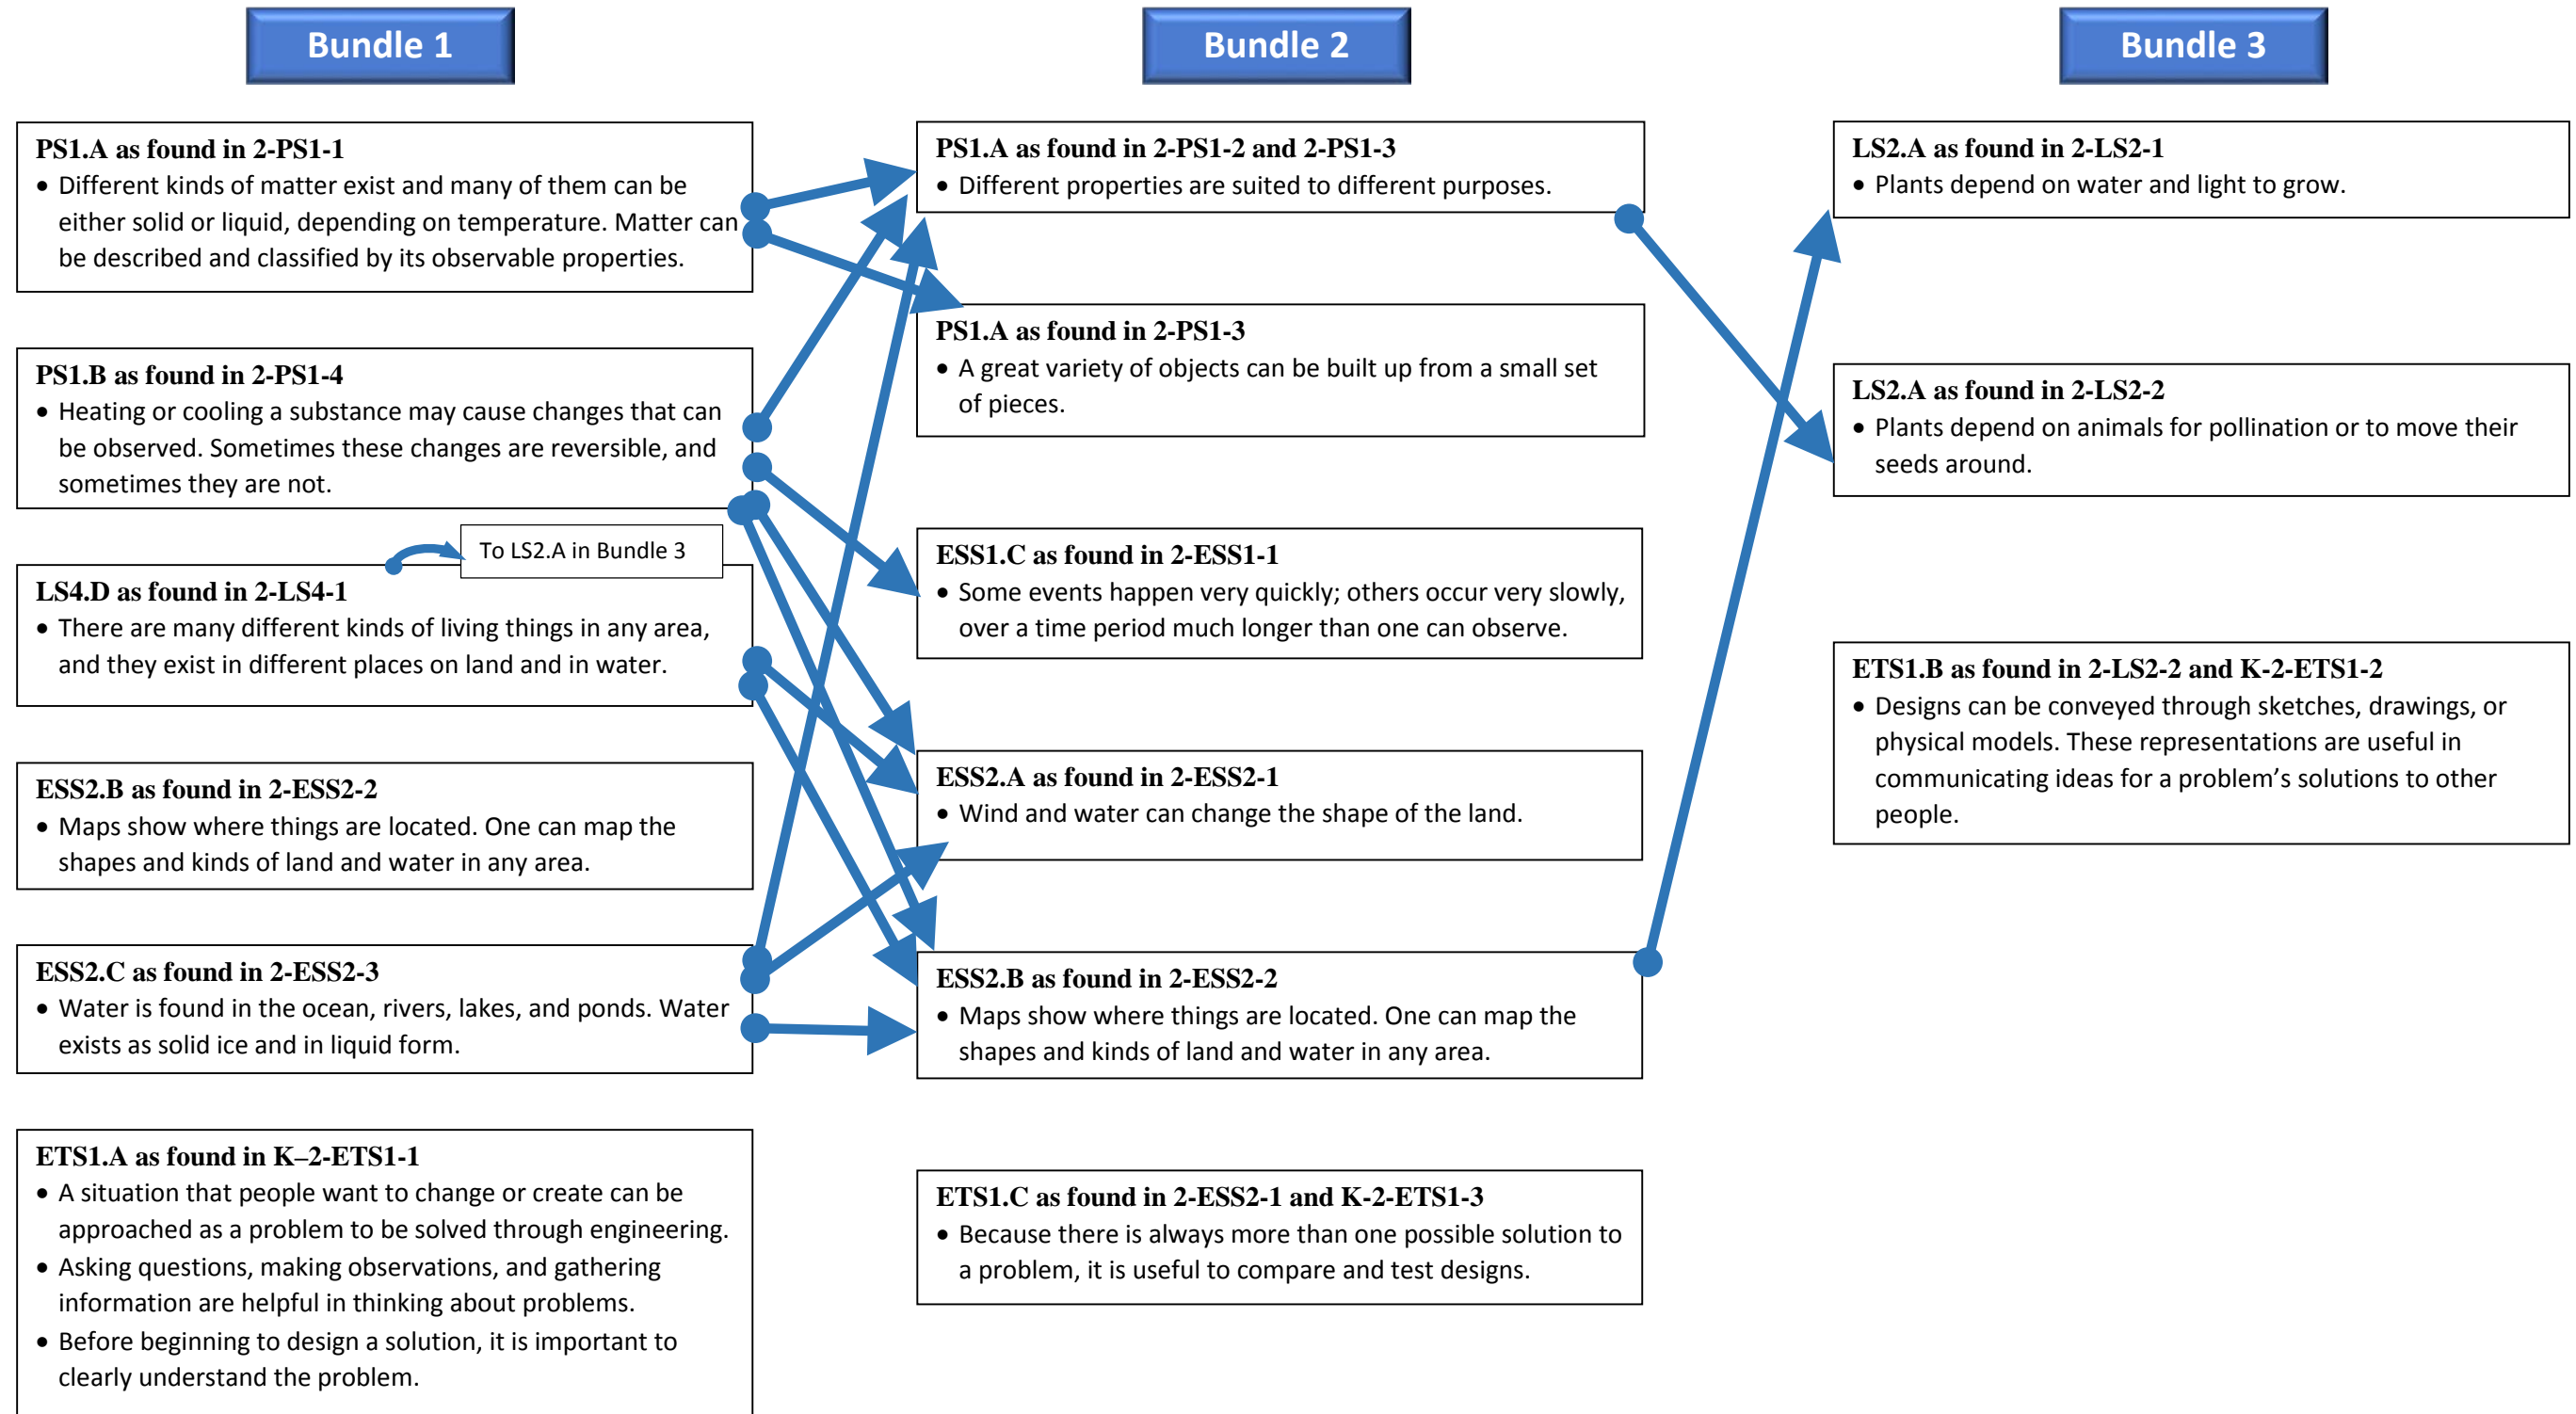 Bundle 1
Bundle 2
Bundle 3
PS1.A as found in 2-PS1-1
• Different kinds of matter exist and many of them can be
either solid or liquid, depending on temperature. Matter can
be described and classified by its observable properties.
PS1.B as found in 2-PS1-4
• Heating or cooling a substance may cause changes that can
be observed. Sometimes these changes are reversible, and
sometimes they are not.
To LS2.A in Bundle 3
LS4.D as found in 2-LS4-1
• There are many different kinds of living things in any area,
and they exist in different places on land and in water.
ESS2.B as found in 2-ESS2-2
• Maps show where things are located. One can map the
shapes and kinds of land and water in any area.
ESS2.C as found in 2-ESS2-3
• Water is found in the ocean, rivers, lakes, and ponds. Water
exists as solid ice and in liquid form.
ETS1.A as found in K–2-ETS1-1
• A situation that people want to change or create can be
approached as a problem to be solved through engineering.
• Asking questions, making observations, and gathering
information are helpful in thinking about problems.
• Before beginning to design a solution, it is important to
clearly understand the problem.
PS1.A as found in 2-PS1-2 and 2-PS1-3
• Different properties are suited to different purposes.
PS1.A as found in 2-PS1-3
• A great variety of objects can be built up from a small set
of pieces.
ESS1.C as found in 2-ESS1-1
• Some events happen very quickly; others occur very slowly,
over a time period much longer than one can observe.
ESS2.A as found in 2-ESS2-1
• Wind and water can change the shape of the land.
ESS2.B as found in 2-ESS2-2
• Maps show where things are located. One can map the
shapes and kinds of land and water in any area.
ETS1.C as found in 2-ESS2-1 and K-2-ETS1-3
• Because there is always more than one possible solution to
a problem, it is useful to compare and test designs.
LS2.A as found in 2-LS2-1
• Plants depend on water and light to grow.
LS2.A as found in 2-LS2-2
• Plants depend on animals for pollination or to move their
seeds around.
ETS1.B as found in 2-LS2-2 and K-2-ETS1-2
• Designs can be conveyed through sketches, drawings, or
physical models. These representations are useful in
communicating ideas for a problem’s solutions to other
people.